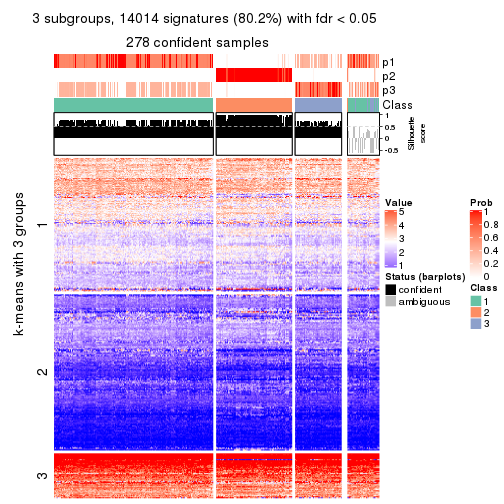 3 subgroups, 14014 signatures (80.2%) with fdr < 0.05
278 confident samples
p1
p2
p3
Class
1
0.5
0
-0.5
Silhouette
score
k-means with 3 groups
1
2
3
Value
5
4
3
2
1
Status (barplots)
confident
ambiguous
Prob
1
0.8
0.6
0.4
0.2
0
Class
1
2
3